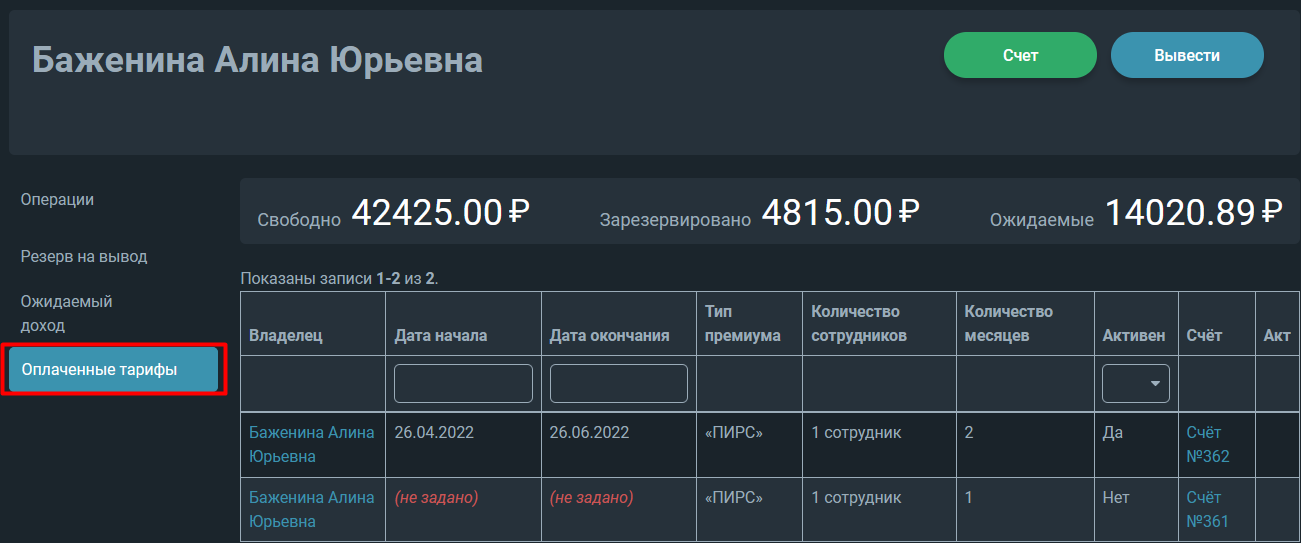 Баженина Алина Юрьевна
Счет
Вывести
Операции
Резерв на вывод
Ожидаемый
доход
Оплаченные тарифы
Свободно 42425.00 ₽
Зарезервировано 4815.00 ₽
Ожидаемые 14020.89 ₽
Показаны записи 1-2 из 2.
Владелец
Дата начала
Дата окончания
Тип
премиума
Количество
сотрудников
Количество
месяцев
Активен
Счёт
Акт
Баженина Алина
Юрьевна
26.04.2022
26.06.2022
«ПИРС»
1 сотрудник
2
Да
Счёт
№362
Баженина Алина
Юрьевна
(не задано)
(не задано)
«ПИРС»
1 сотрудник
1
Нет
Счёт
№361